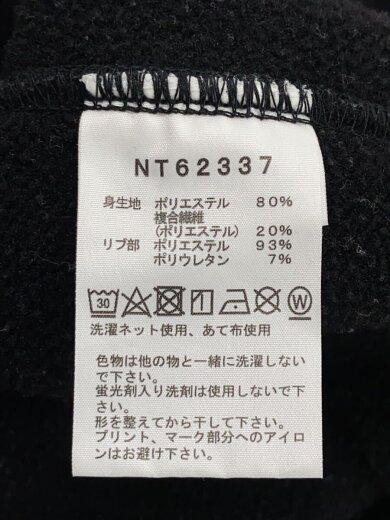 NT62337
身生地 ポリエステル 80%
複合繊維
(ポリエステル) 20%
リブ部 ポリエステル 93%
ポリウレタン 7%
30 W
洗濯ネット使用、あて布使用
色物は他の物と一緒に洗濯しない
で下さい。
蛍光剤入り洗剤は使用しないで下
さい。
形を整えてから干して下さい。
プリント、マーク部分へのアイロ
ンはお避け下さい。